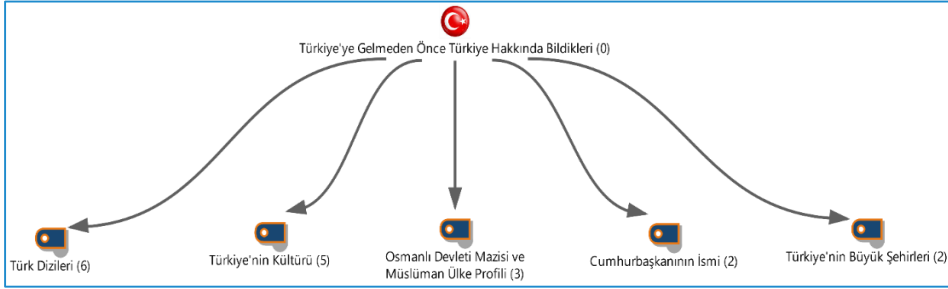 Türkiye'ye Gelmeden Önce Türkiye Hakkında Bildikleri (0)
Türk Dizileri (6)
Türkiye'nin Kültürü (5)
Osmanlı Devleti Mazisi ve
Müslüman Ülke Profili (3)
Cumhurbaşkanının İsmi (2)
Türkiye'nin Büyük Şehirleri (2)